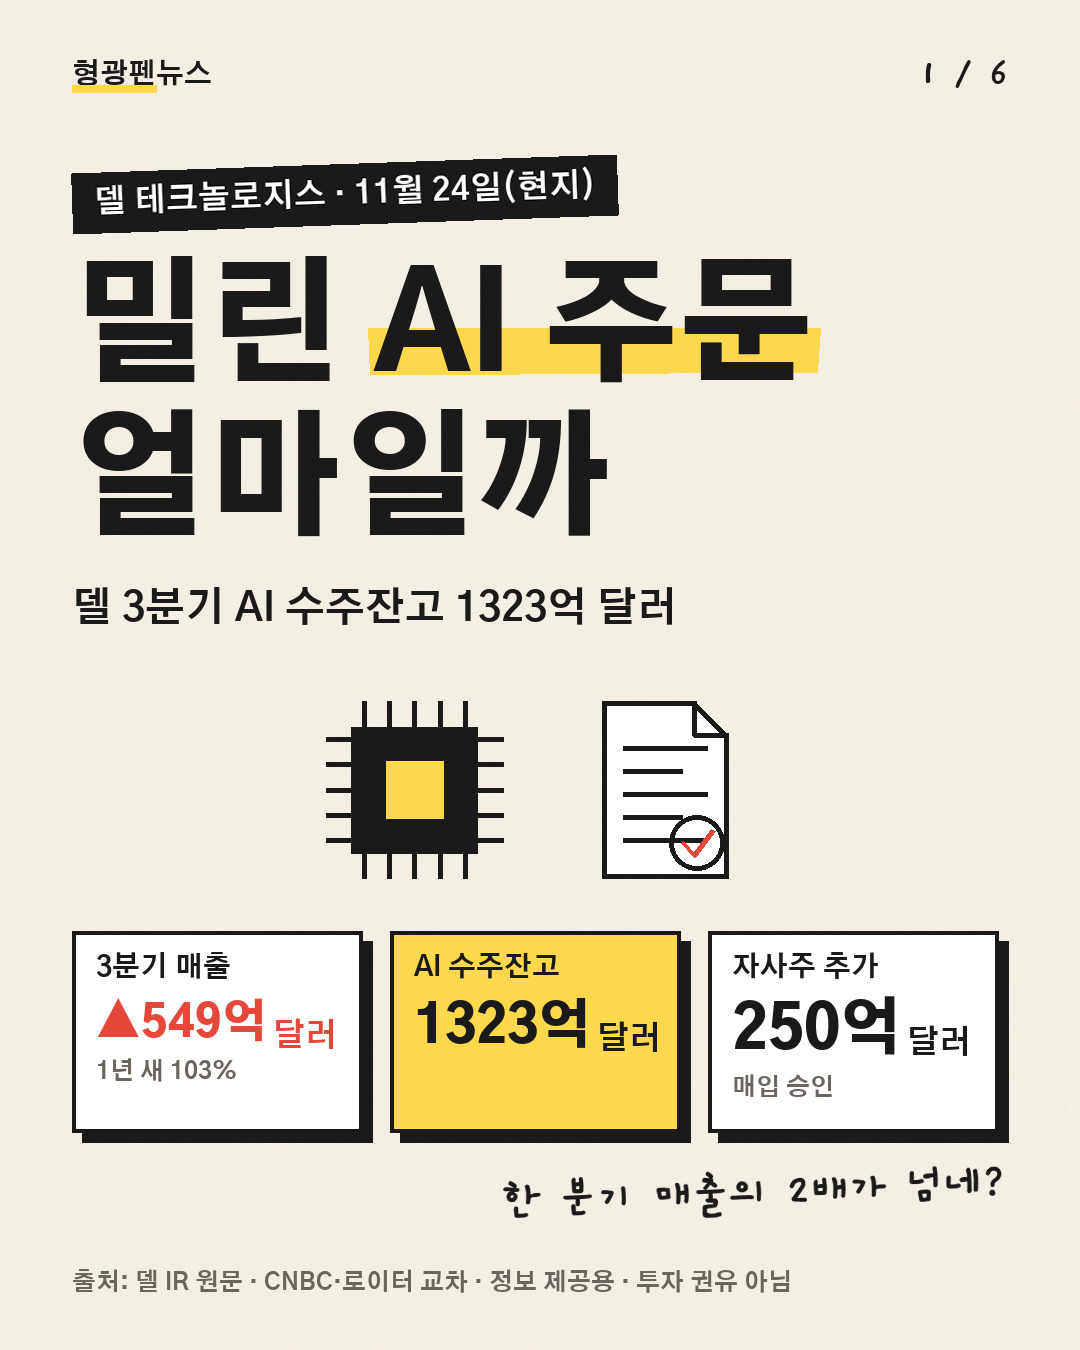 형광펜뉴스
1 / 6
델 테크놀로지스 · 11월 24일(현지)
밀린 AI 주문
얼마일까
델 3분기 AI 수주잔고 1323억 달러
3분기 매출
▲549억 달러
1년 새 103%
AI 수주잔고
1323억 달러
자사주 추가
250억 달러
매입 승인
한 분기 매출의 2배가 넘네?
출처: 델 IR 원문 · CNBC·로이터 교차 · 정보 제공용 · 투자 권유 아님